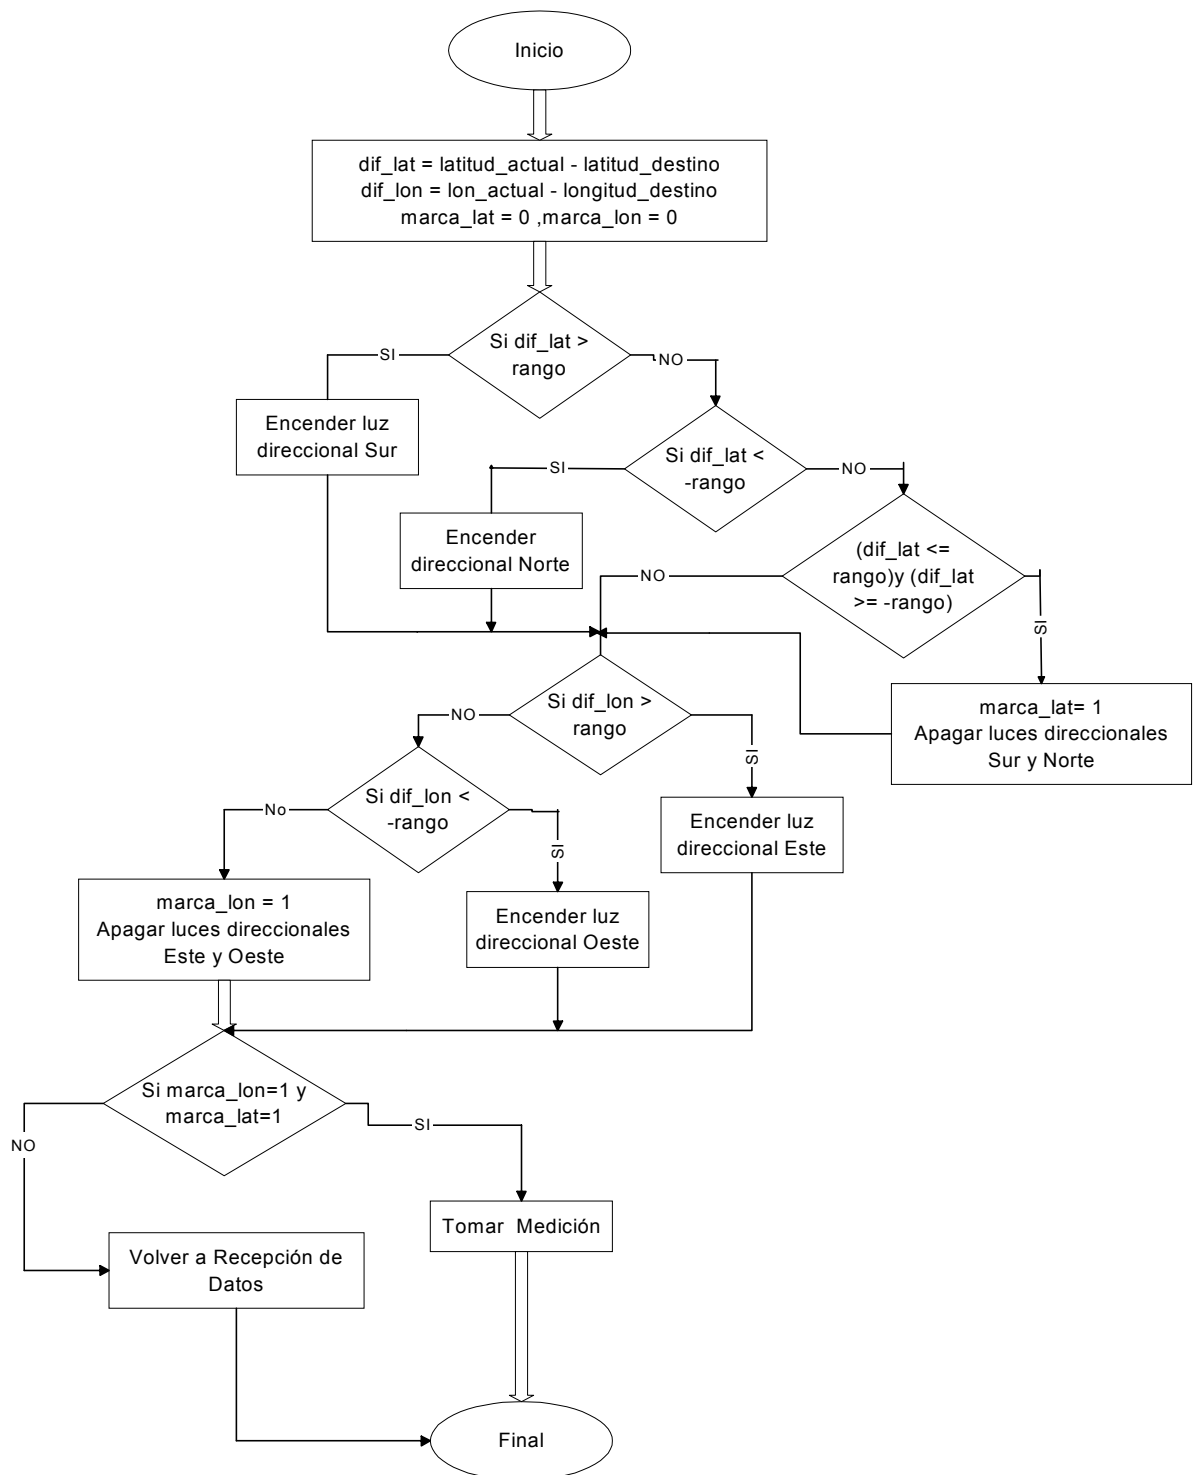 Inicio
dif_lat = latitud_actual - latitud_destino
dif_lon = lon_actual - longitud_destino
marca_lat = 0 ,marca_lon = 0
Si dif_lat >
rango
SI
NO
Encender luz
direccional Sur
Si dif_lat <
-rango
SI
NO
Encender
direccional Norte
(dif_lat <=
rango)y (dif_lat
>= -rango)
NO
SI
marca_lat= 1
Apagar luces direccionales
Sur y Norte
Si dif_lon >
rango
NO
SI
Si dif_lon <
-rango
No
SI
Encender luz
direccional Este
marca_lon = 1
Apagar luces direccionales
Este y Oeste
Encender luz
direccional Oeste
Si marca_lon=1 y
marca_lat=1
NO
SI
Tomar Medición
Volver a Recepción de
Datos
Final